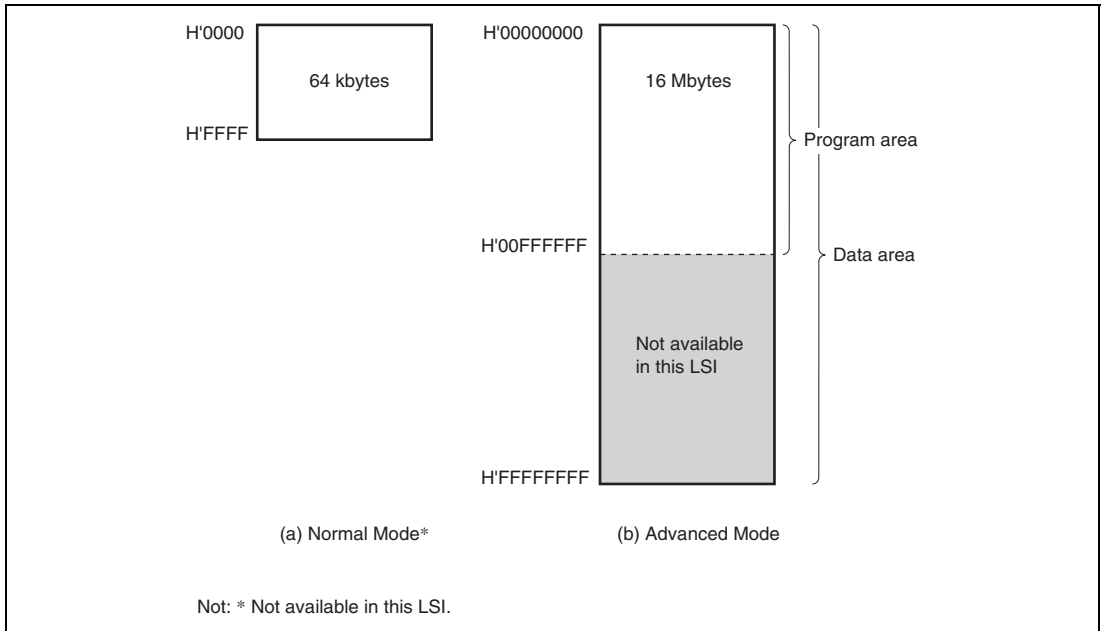 H'0000
64 kbytes
H'FFFF
(a) Normal Mode*
H'00000000
16 Mbytes
Program area
H'00FFFFFF
Data area
Not available
in this LSI
H'FFFFFFFF
(b) Advanced Mode
Not: * Not available in this LSI.